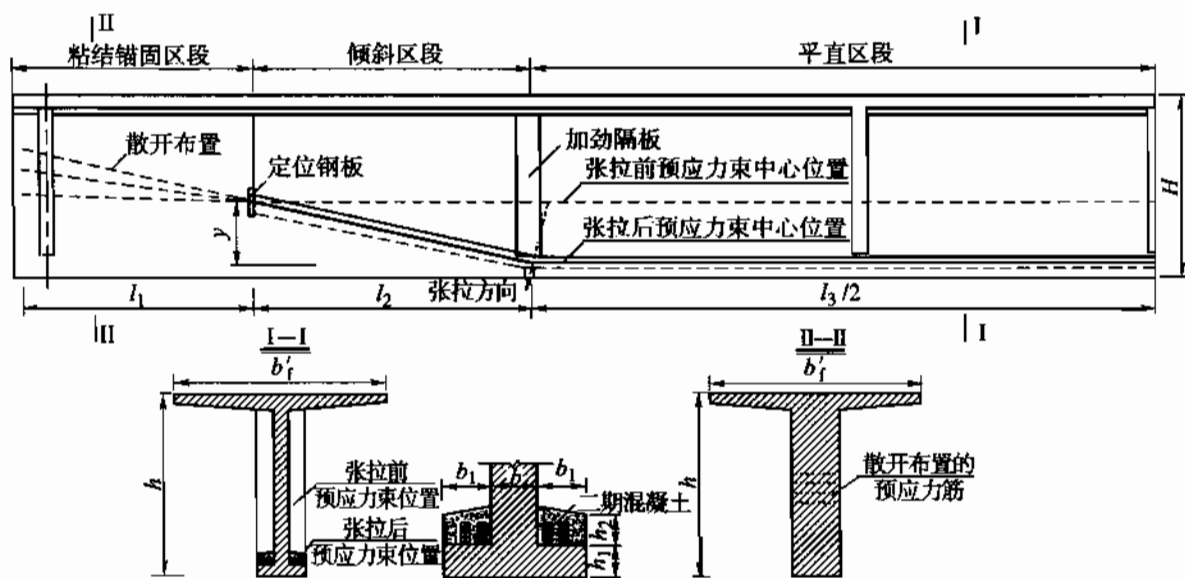 II
I
粘结锚固区段
倾斜区段
平直区段
散开布置
定位钢板
加劲隔板
张拉前预应力束中心位置
张拉后预应力束中心位置
H
y
张拉方向
l₁
l₂
l₃/2
II
I
I—I
II—II
b'f
b'f
h
张拉前
预应力束位置
张拉后
预应力束位置
b₁
b
b₁
二期混凝土
h₂
h₁
h
散开布置的
预应力筋